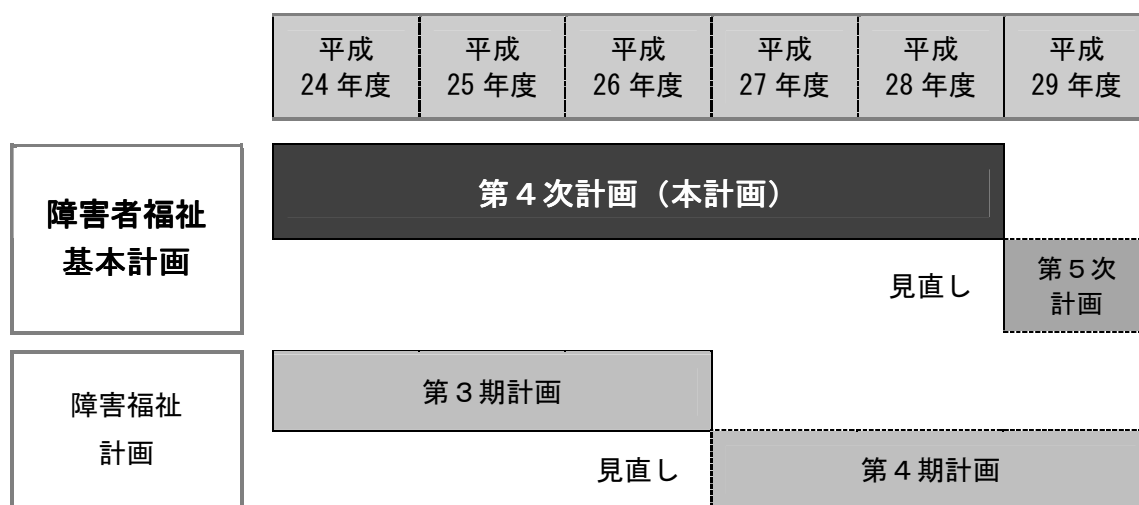 平成
24 年度
平成
25 年度
平成
26 年度
平成
27 年度
平成
28 年度
平成
29 年度
障害者福祉
基本計画
第４次計画（本計画）
見直し
第５次
計画
障害福祉
計画
第３期計画
見直し
第４期計画